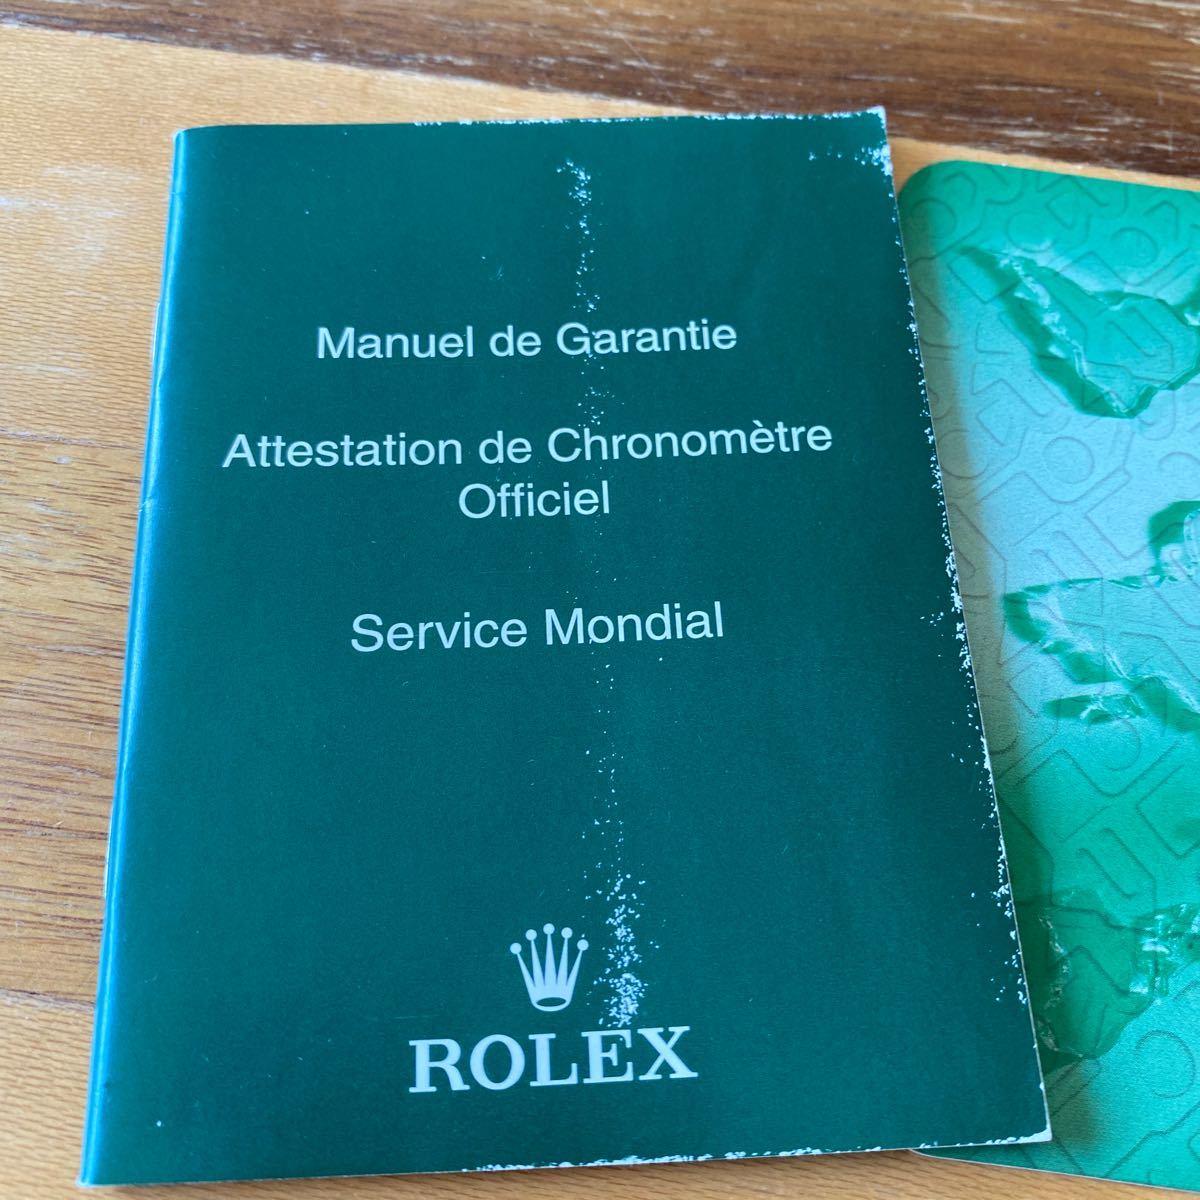 Manuel de Garantie
Attestation de Chronomètre
Officiel
Service Mondial
ROLEX